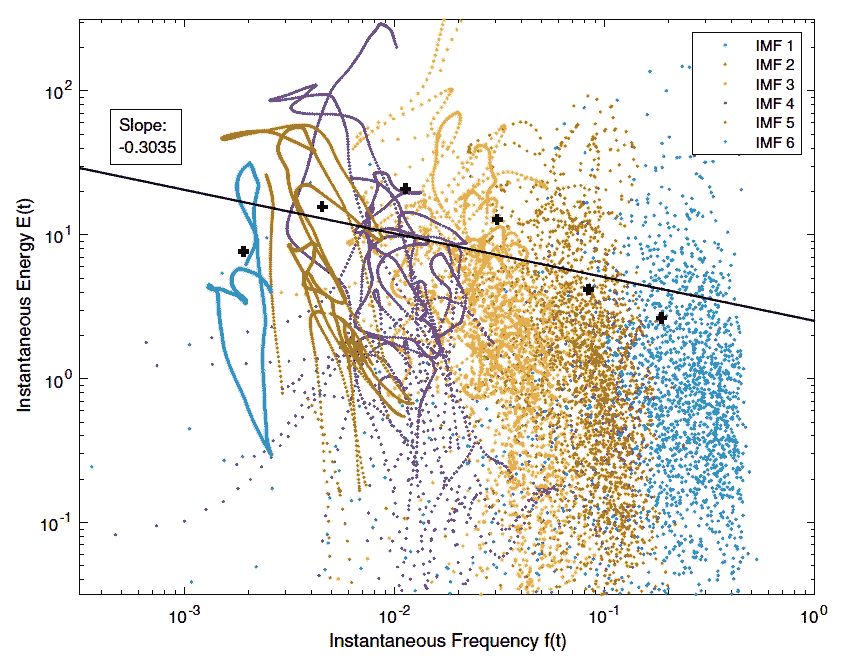 IMF 1
IMF 2
IMF 3
IMF 4
IMF 5
IMF 6
Slope:
-0.3035
10²
10¹
10⁰
10⁻¹
Instantaneous Energy E(t)
10⁻³
10⁻²
10⁻¹
10⁰
Instantaneous Frequency f(t)